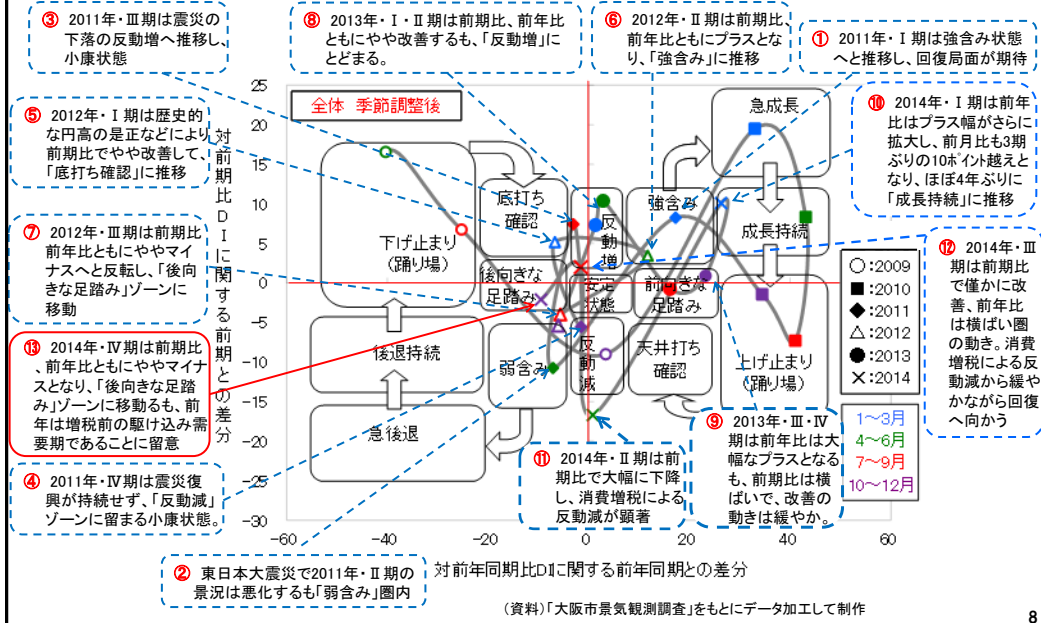 ③ 2011年・Ⅲ期は震災の
下落の反動増へ推移し、
小康状態
⑧ 2013年・Ⅰ・Ⅱ期は前期比、前年比
ともにやや改善するも、「反動増」に
とどまる。
⑥ 2012年・Ⅱ期は前期比、
前年比ともにプラスとな
り、「強含み」に推移
① 2011年・Ⅰ期は強含み状態
へと推移し、回復局面が期待
⑤ 2012年・Ⅰ期は歴史的
な円高の是正などにより
前期比でやや改善して、
「底打ち確認」に推移
⑩ 2014年・Ⅰ期は前年
比はプラス幅がさらに
拡大し、前月比も3期
ぶりの10ポイント越えと
なり、ほぼ4年ぶりに
「成長持続」に推移
⑦ 2012年・Ⅲ期は前期比
前年比ともにややマイ
ナスへと反転し、「後向
きな足踏み」ゾーンに
移動
⑫ 2014年・Ⅲ
期は前期比
で僅かに改
善、前年比
は横ばい圏
の動き。消費
増税による反
動減から緩や
かながら回復
へ向かう
⑬ 2014年・Ⅳ期は前期比
、前年比ともにややマイナ
スとなり、「後向きな足踏
み」ゾーンに移動るも、前
年は増税前の駆け込み需
要期であることに留意
④ 2011年・Ⅳ期は震災復
興が持続せず、「反動減」
ゾーンに留まる小康状態。
② 東日本大震災で2011年・Ⅱ期の
景況は悪化するも「弱含み」圏内
⑪ 2014年・Ⅱ期は前
期比で大幅に下降
し、消費増税による
反動減が顕著
⑨ 2013年・Ⅲ・Ⅳ
期は前年比は大
幅なプラスとなる
も、前期比は横
ばいで、改善の
動きは緩やか。
全体 季節調整後
対前期比DIに関する前期との差分
25
20
15
10
5
0
-5
-10
-15
-20
-25
-30
-60
-40
-20
0
20
40
60
対前年同期比DIに関する前年同期との差分
急成長
底打ち
確認
反動増
強含み
成長持続
下げ止まり
(踊り場)
後向きな
足踏み
安定
状態
前向きな
足踏み
後退持続
弱含み
反動減
天井打ち
確認
上げ止まり
(踊り場)
急後退
○:2009
■:2010
◆:2011
△:2012
●:2013
×:2014
1～3月
4～6月
7～9月
10～12月
(資料)「大阪市景気観測調査」をもとにデータ加工して制作
8